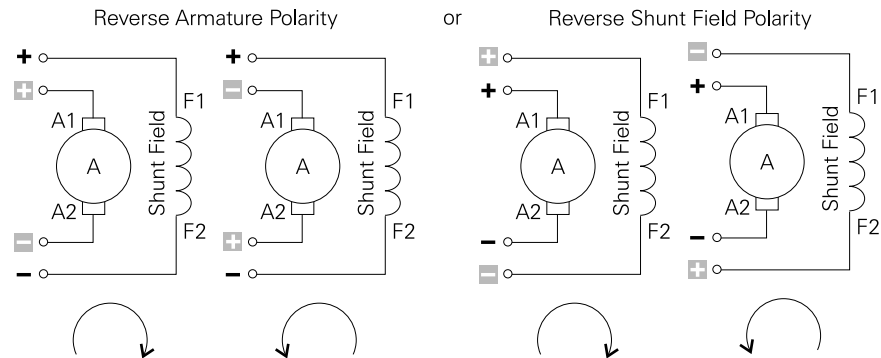 Reverse Armature Polarity or Reverse Shunt Field Polarity
+
+
A1
A
A2
-
-
F1
Shunt Field
F2
+
-
A1
A
A2
+
-
F1
Shunt Field
F2
+
+
A1
A
A2
-
-
F1
Shunt Field
F2
-
+
A1
A
A2
-
+
F1
Shunt Field
F2